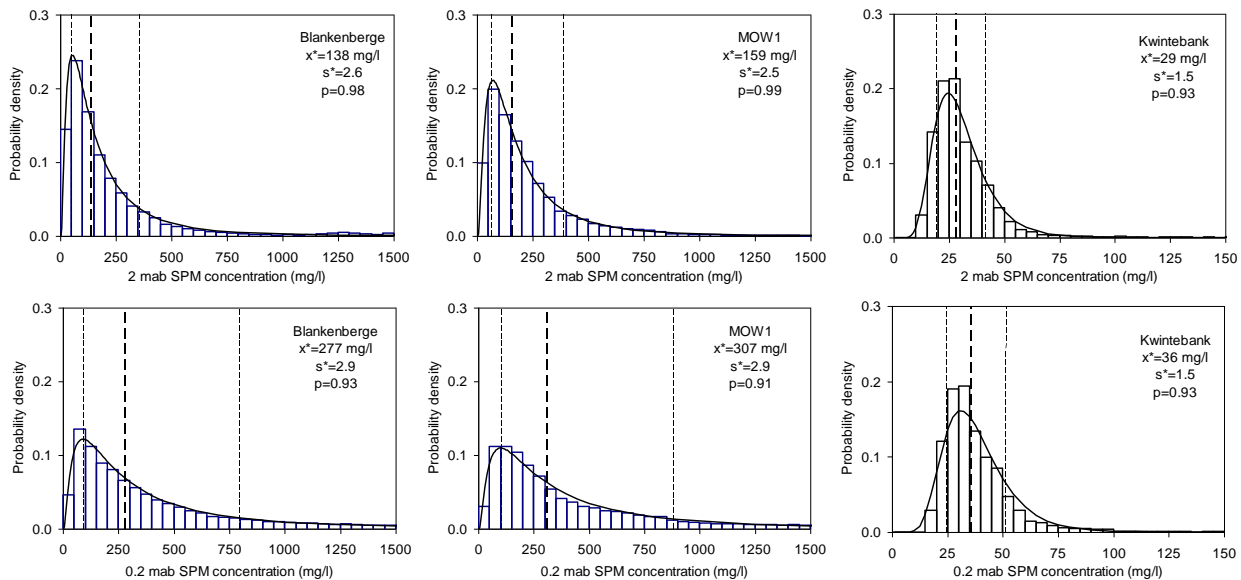 0.3
0.2
0.1
0.0
Probability density
Blankenberge
x*=138 mg/l
s*=2.6
p=0.98
0 250 500 750 1000 1250 1500
2 mab SPM concentration (mg/l)
0.3
0.2
0.1
0.0
Probability density
MOW1
x*=159 mg/l
s*=2.5
p=0.99
0 250 500 750 1000 1250 1500
2 mab SPM concentration (mg/l)
0.3
0.2
0.1
0.0
Probability density
Kwintebank
x*=29 mg/l
s*=1.5
p=0.93
0 25 50 75 100 125 150
2 mab SPM concentration (mg/l)
0.3
0.2
0.1
0.0
Probability density
Blankenberge
x*=277 mg/l
s*=2.9
p=0.93
0 250 500 750 1000 1250 1500
0.2 mab SPM concentration (mg/l)
0.3
0.2
0.1
0.0
Probability density
MOW1
x*=307 mg/l
s*=2.9
p=0.91
0 250 500 750 1000 1250 1500
0.2 mab SPM concentration (mg/l)
0.3
0.2
0.1
0.0
Probability density
Kwintebank
x*=36 mg/l
s*=1.5
p=0.93
0 25 50 75 100 125 150
0.2 mab SPM concentration (mg/l)